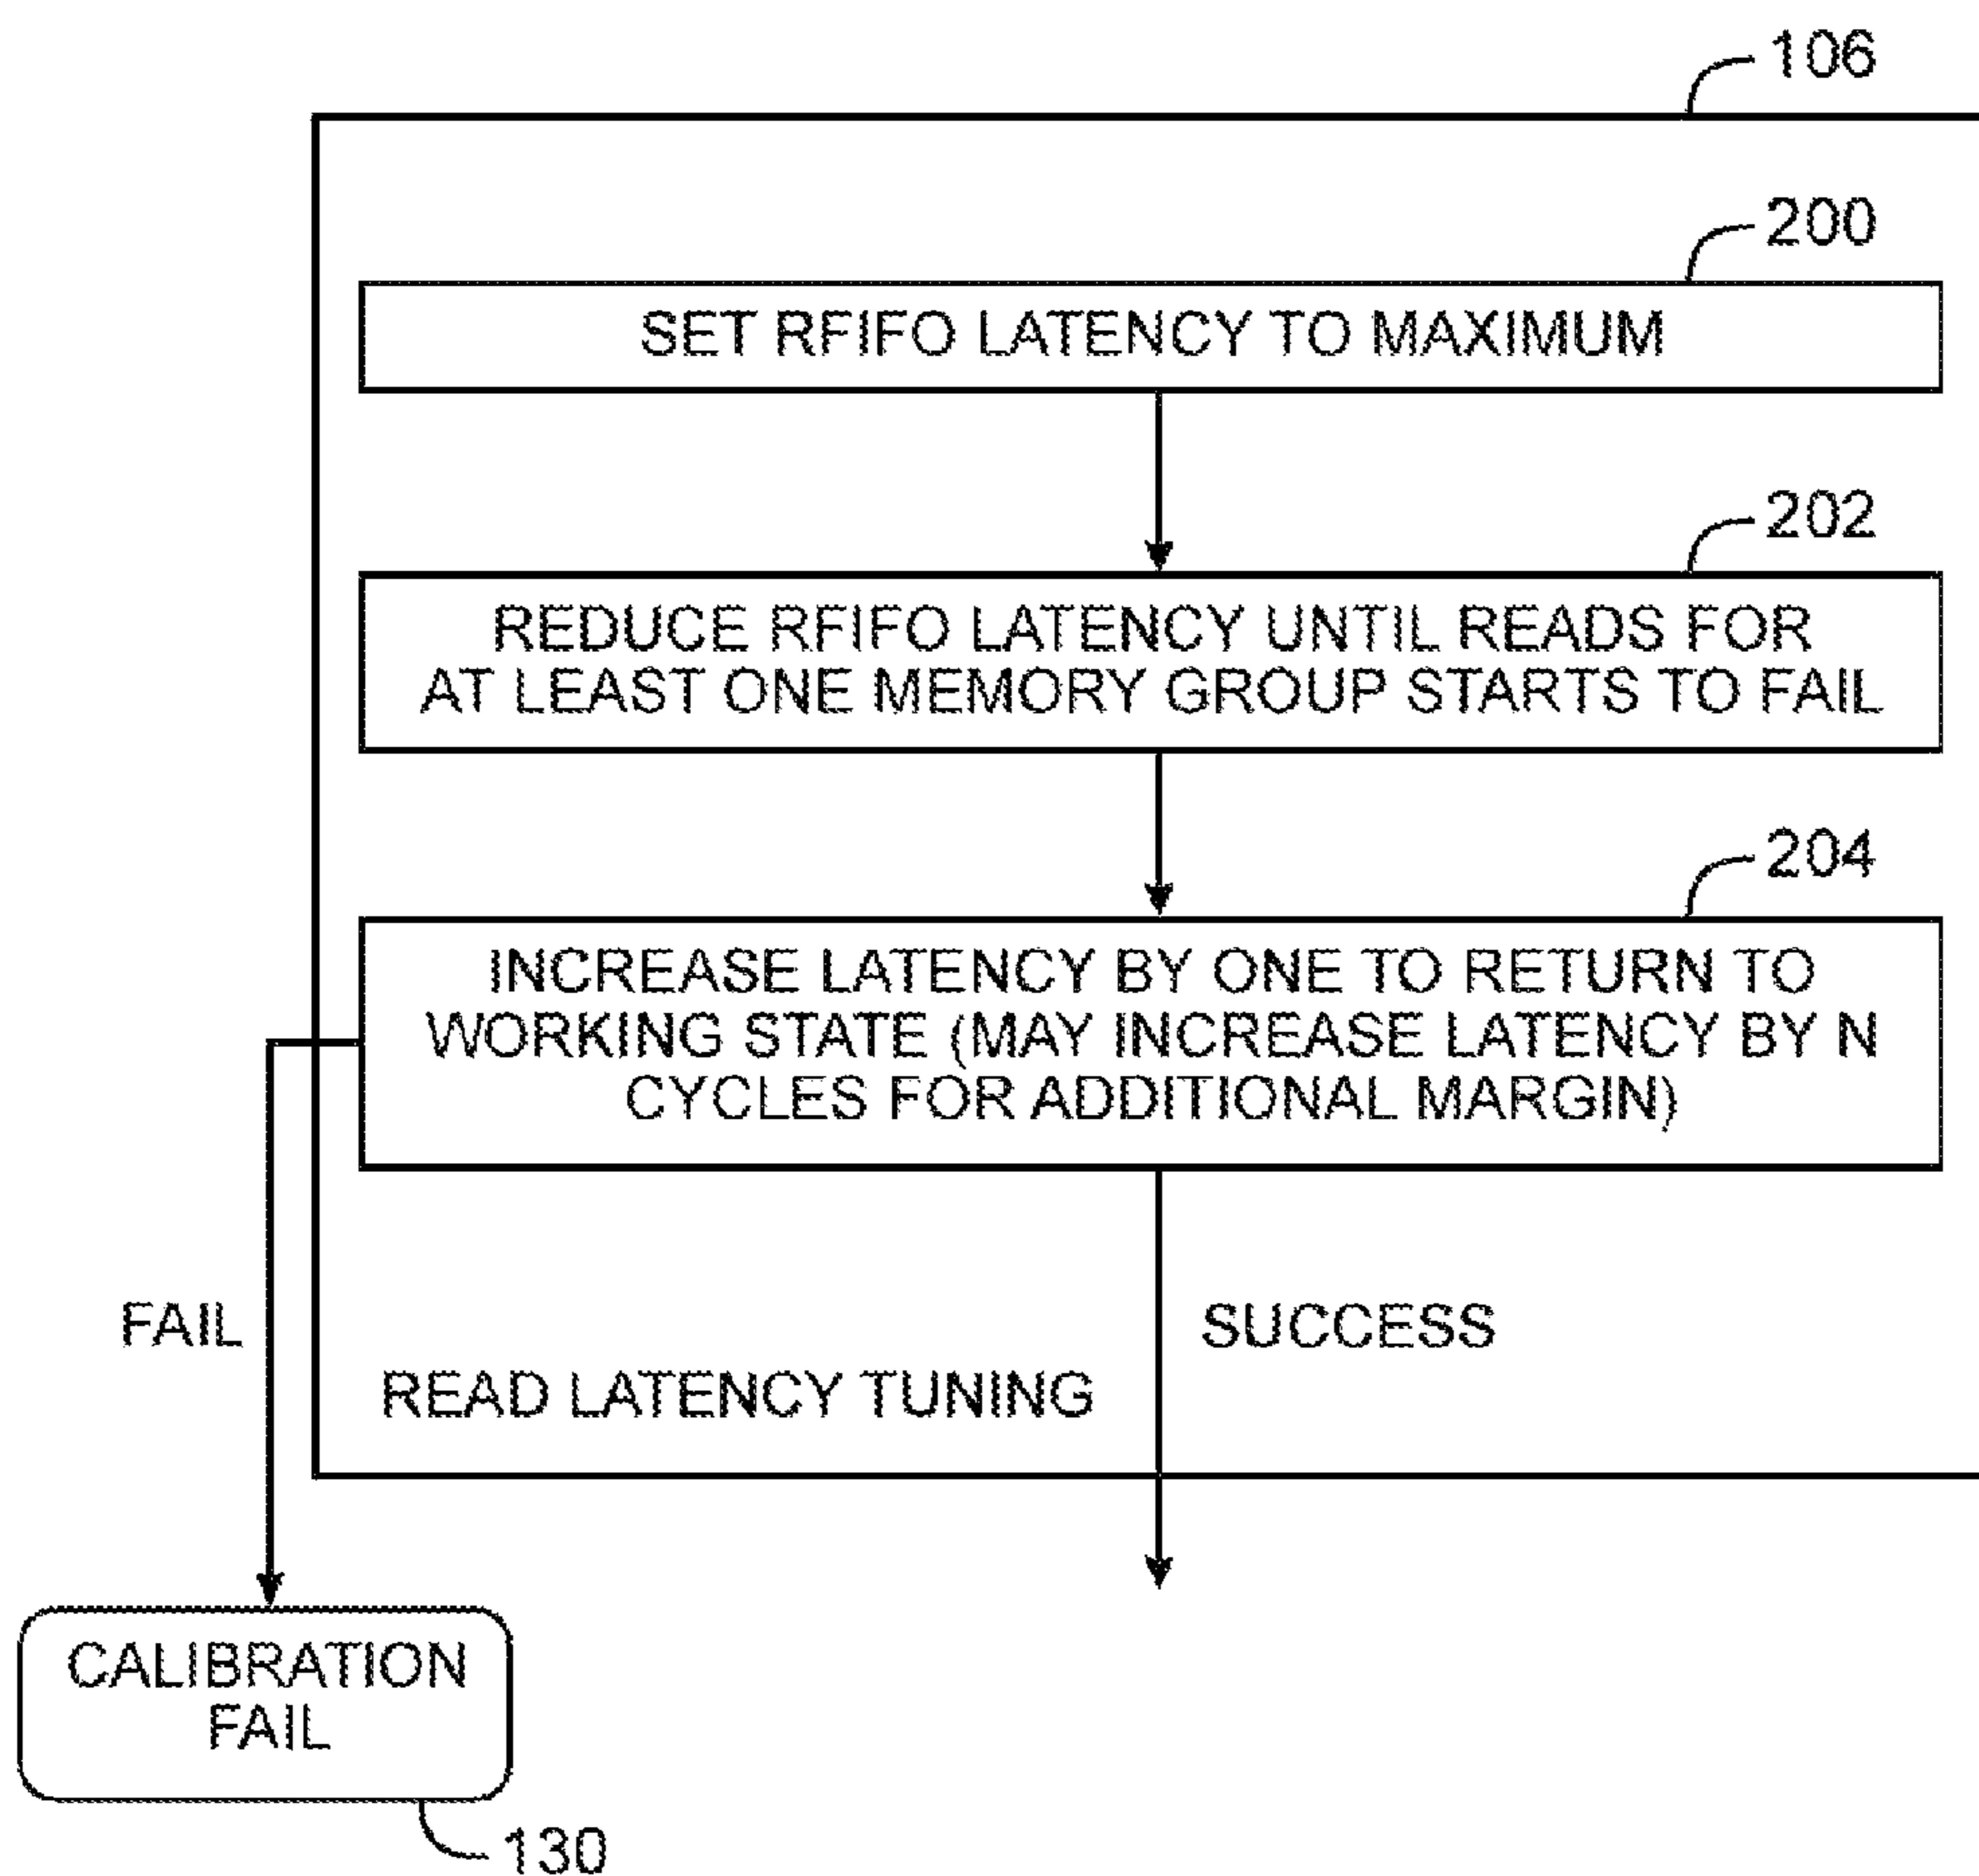 106
200
SET RFIFO LATENCY TO MAXIMUM
202
REDUCE RFIFO LATENCY UNTIL READS FOR
AT LEAST ONE MEMORY GROUP STARTS TO FAIL
204
INCREASE LATENCY BY ONE TO RETURN TO
WORKING STATE (MAY INCREASE LATENCY BY N
CYCLES FOR ADDITIONAL MARGIN)
FAIL
SUCCESS
READ LATENCY TUNING
CALIBRATION
FAIL
130